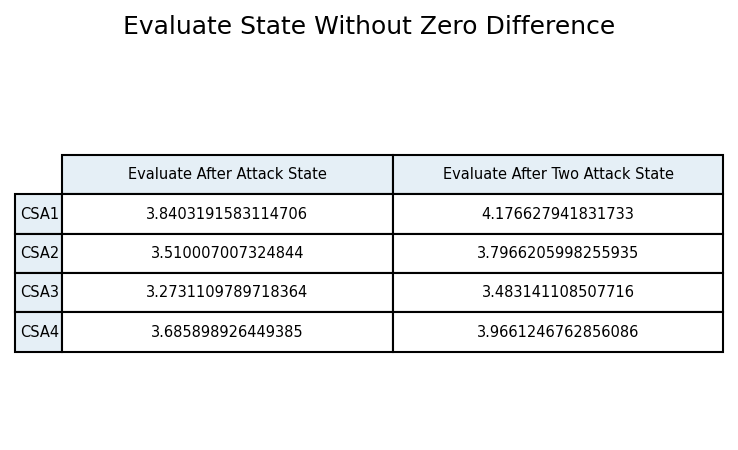 Evaluate State Without Zero Difference
Evaluate After Attack State Evaluate After Two Attack State
CSA1 3.8403191583114706 4.176627941831733
CSA2 3.510007007324844 3.7966205998255935
CSA3 3.2731109789718364 3.483141108507716
CSA4 3.685898926449385 3.9661246762856086